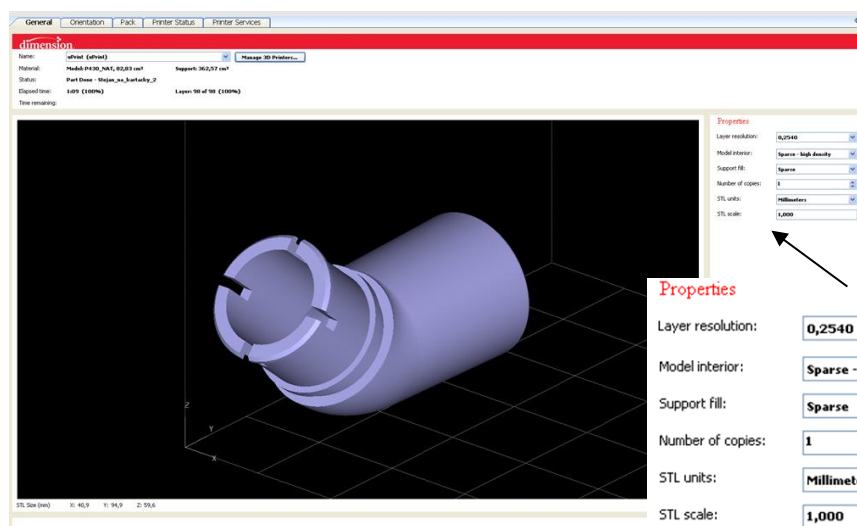 General Orientation Pack Printer Status Printer Services
dimension
Name: uPrint (uPrint) Manage 3D Printers...
Material: Model: P430_NAT, 82,83 cm³ Support: 362,57 cm³
Status: Part Done - Stojan_na_kartacky_2
Elapsed time: 1:09 (100%) Layer: 98 of 98 (100%)
Time remaining:
Properties
Layer resolution: 0,2540
Model interior: Sparse - high density
Support fill: Sparse
Number of copies: 1
STL units: Millimeters
STL scale: 1,000
Z
Y
X
STL Size (mm) X: 40,9 Y: 94,9 Z: 59,6
Properties
Layer resolution: 0,2540
Model interior: Sparse -
Support fill: Sparse
Number of copies: 1
STL units: Millimet
STL scale: 1,000